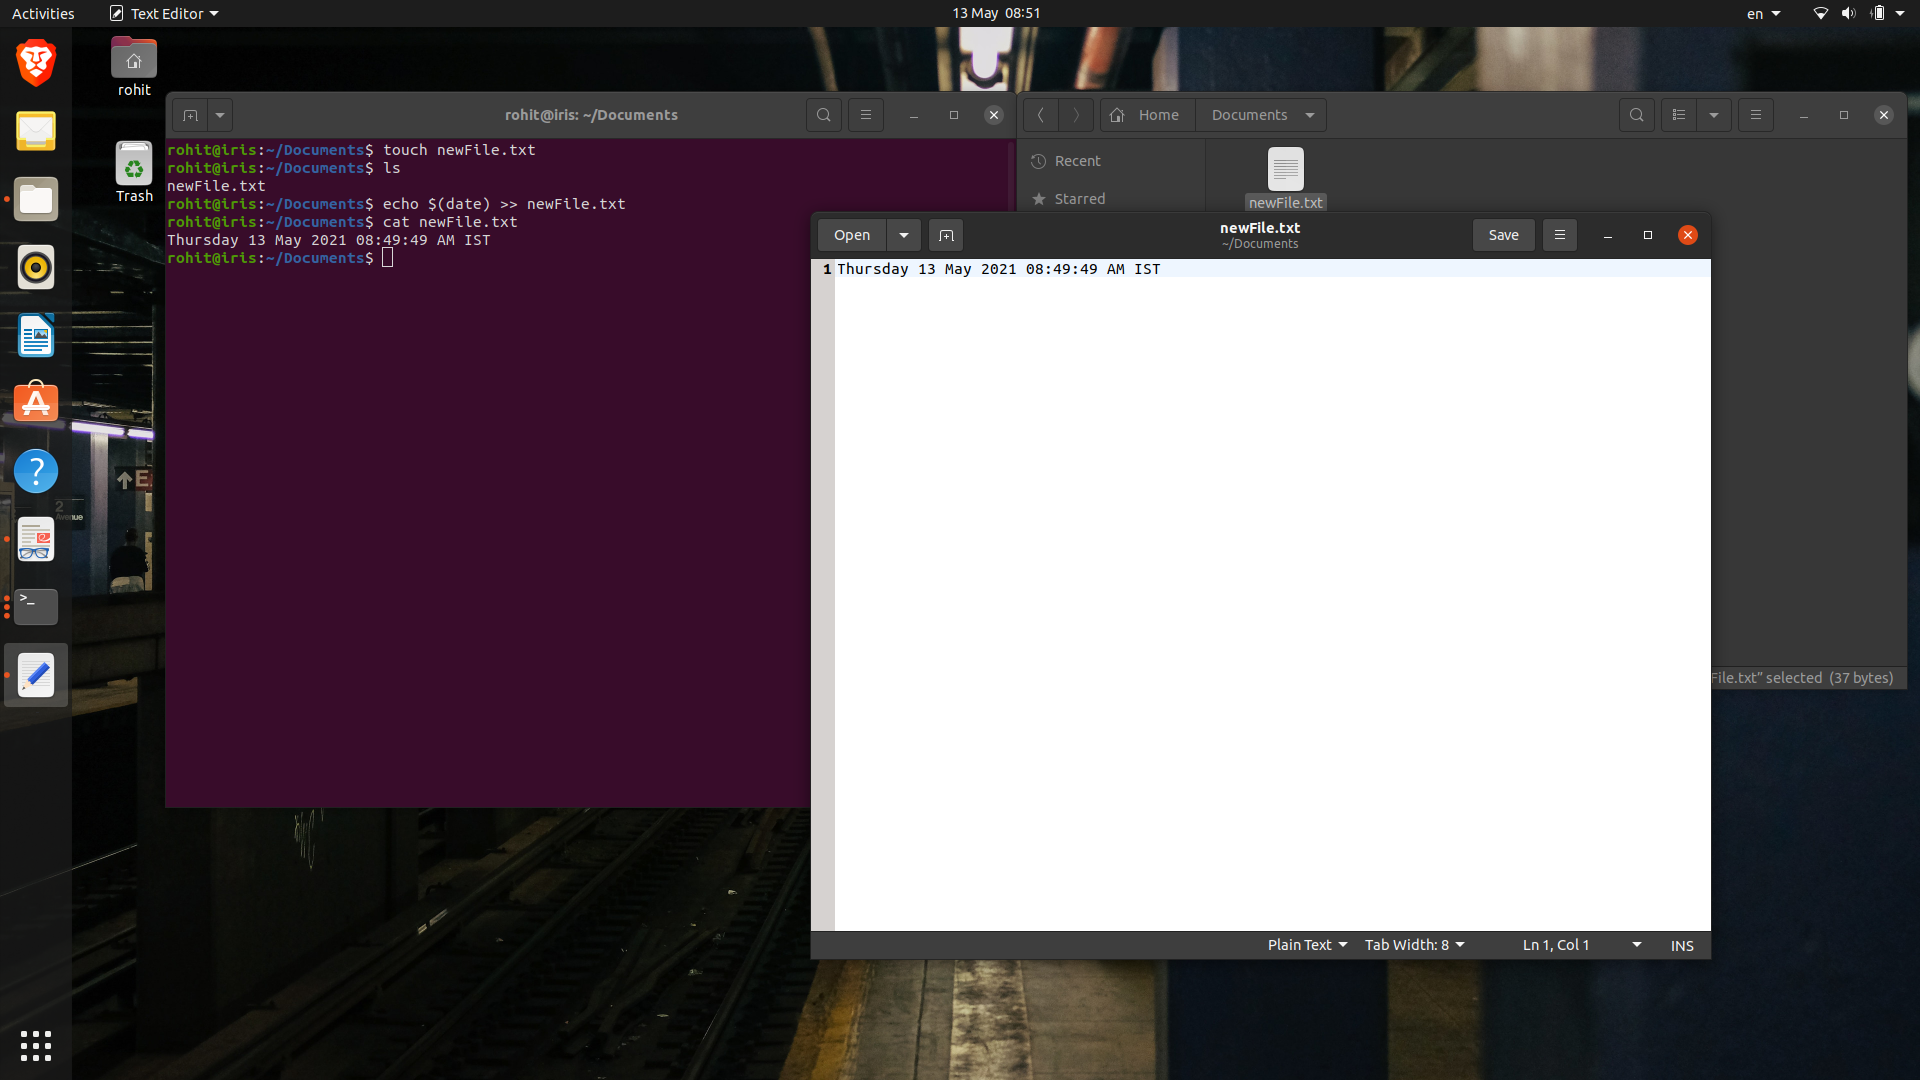 Activities
Text Editor
13 May 08:51
en
rohit
Trash
rohit@iris: ~/Documents
rohit@iris:~/Documents$ touch newFile.txt
rohit@iris:~/Documents$ ls
newFile.txt
rohit@iris:~/Documents$ echo $(date) >> newFile.txt
rohit@iris:~/Documents$ cat newFile.txt
Thursday 13 May 2021 08:49:49 AM IST
rohit@iris:~/Documents$
Home
Documents
Recent
Starred
newFile.txt
File.txt” selected (37 bytes)
Open
newFile.txt
~/Documents
Save
1 Thursday 13 May 2021 08:49:49 AM IST
Plain Text
Tab Width: 8
Ln 1, Col 1
INS
2
Avenue